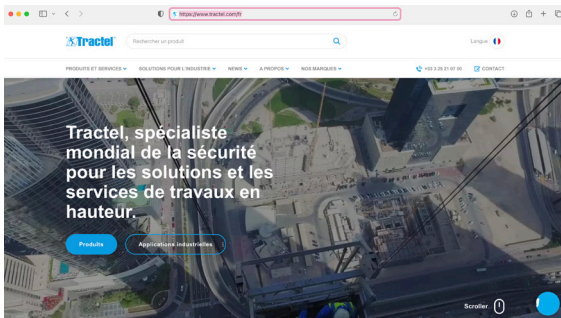 https://www.tractel.com/fr
Tractel
Rechercher un produit
Langue
PRODUITS ET SERVICES
SOLUTIONS POUR L'INDUSTRIE
NEWS
A PROPOS
NOS MARQUES
+33 3 25 21 07 00
CONTACT
Tractel, spécialiste
mondial de la sécurité
pour les solutions et les
services de travaux en
hauteur.
Produits
Applications industrielles
Scroller